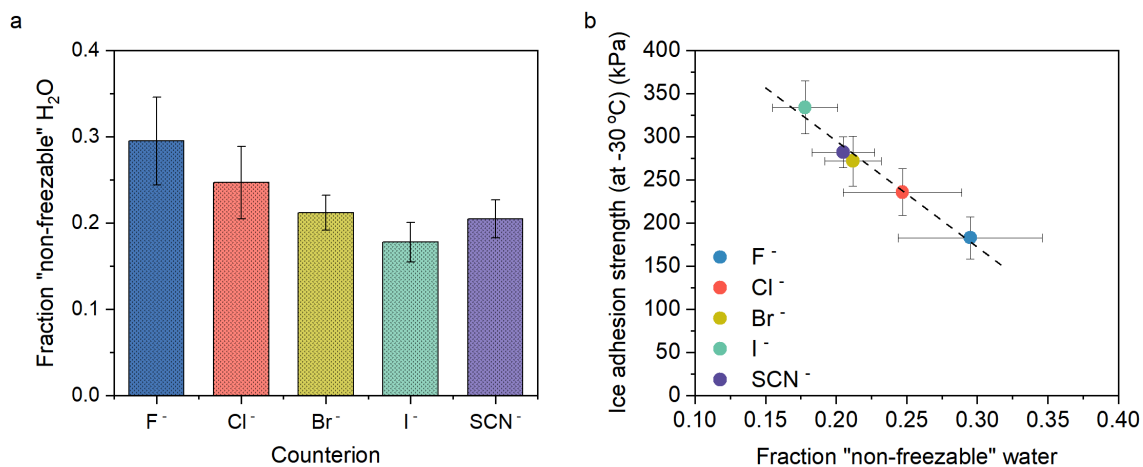 a
Fraction "non-freezable" H₂O
0.4
0.3
0.2
0.1
0.0
F⁻ Cl⁻ Br⁻ I⁻ SCN⁻
Counterion
b
Ice adhesion strength (at -30 °C) (kPa)
400
350
300
250
200
150
100
50
0
F⁻
Cl⁻
Br⁻
I⁻
SCN⁻
0.10 0.15 0.20 0.25 0.30 0.35 0.40
Fraction "non-freezable" water